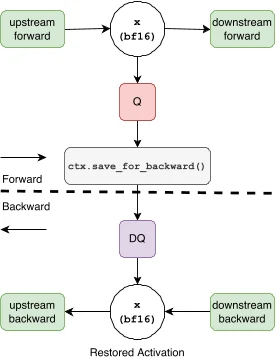 upstream
forward
x
(bf16)
downstream
forward
Q
ctx.save_for_backward()
Forward
Backward
DQ
upstream
backward
x
(bf16)
downstream
backward
Restored Activation